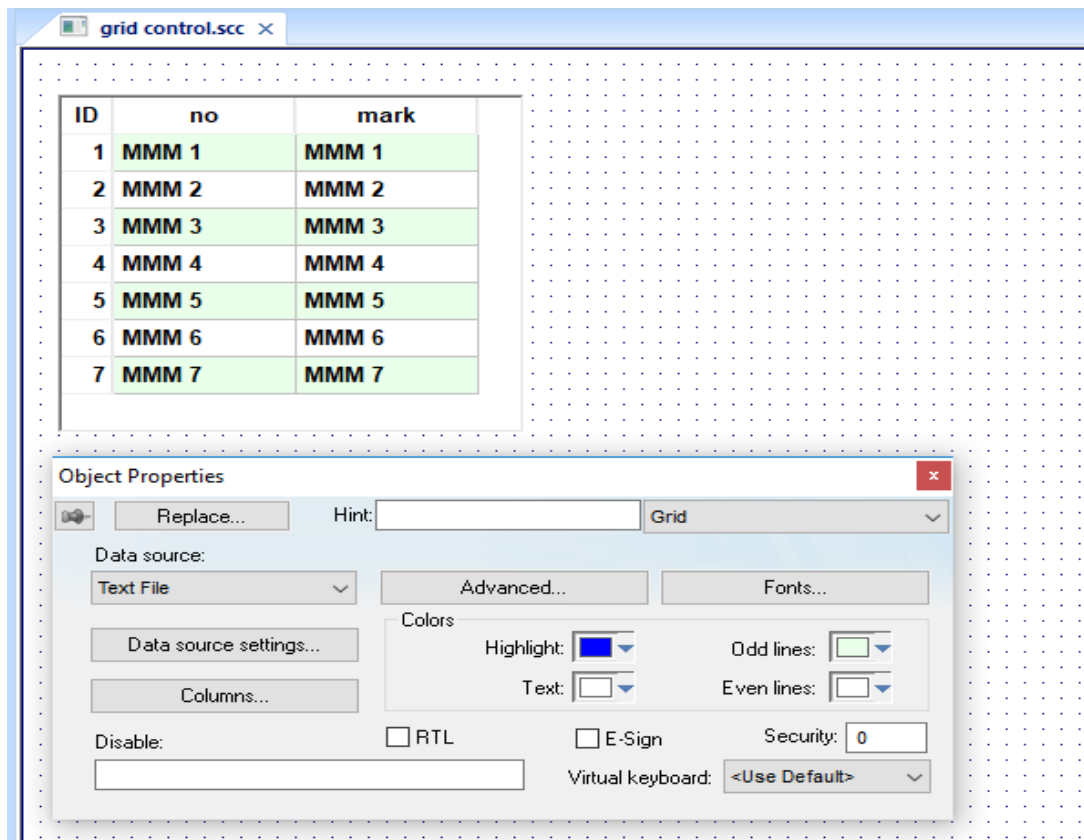 grid control.scc
ID no mark
1 MMM 1 MMM 1
2 MMM 2 MMM 2
3 MMM 3 MMM 3
4 MMM 4 MMM 4
5 MMM 5 MMM 5
6 MMM 6 MMM 6
7 MMM 7 MMM 7
Object Properties
Replace... Hint: Grid
Data source:
Text File Advanced... Fonts...
Colors
Data source settings... Highlight: Odd lines:
Columns... Text: Even lines:
Disable: RTL E-Sign Security: 0
Virtual keyboard: <Use Default>